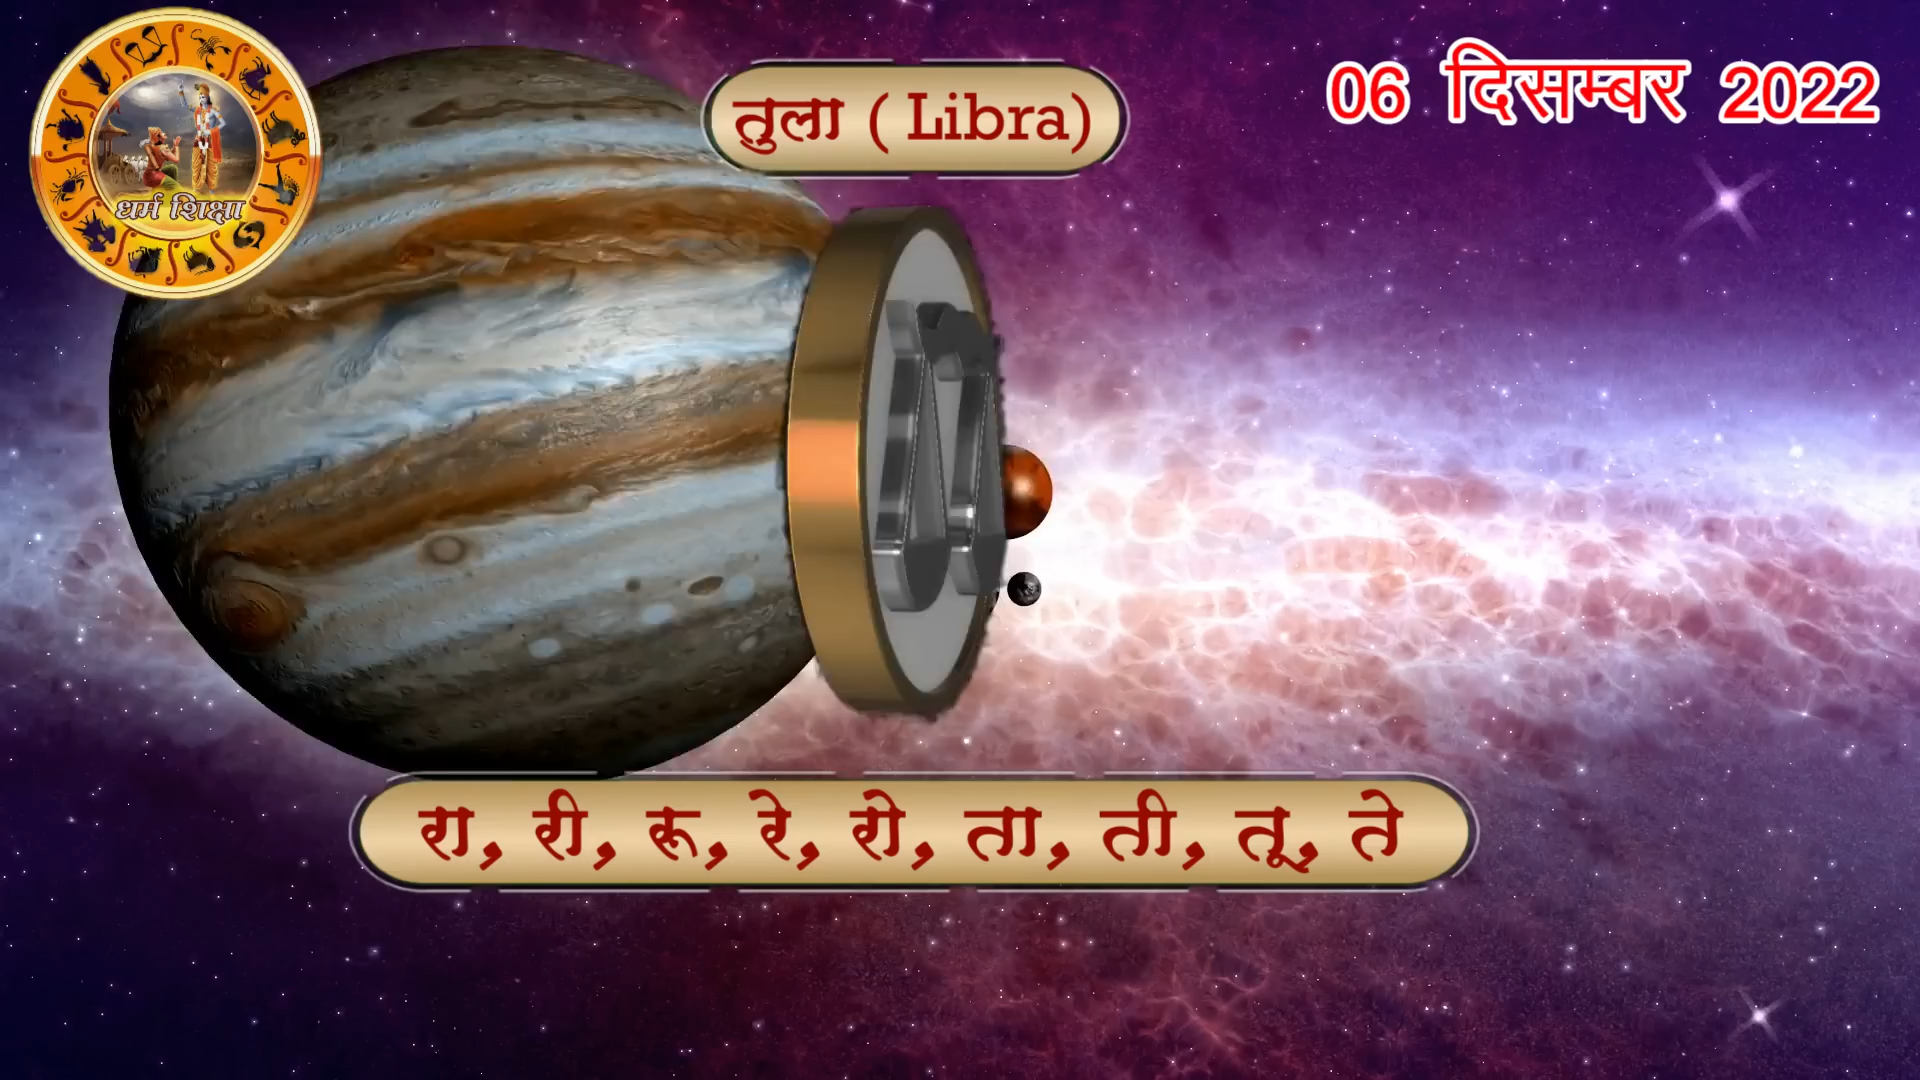 तुला ( Libra)
06 दिसम्बर 2022
धर्म शिक्षा
रा, री, रू, रे, रो, ता, ती, तू, ते